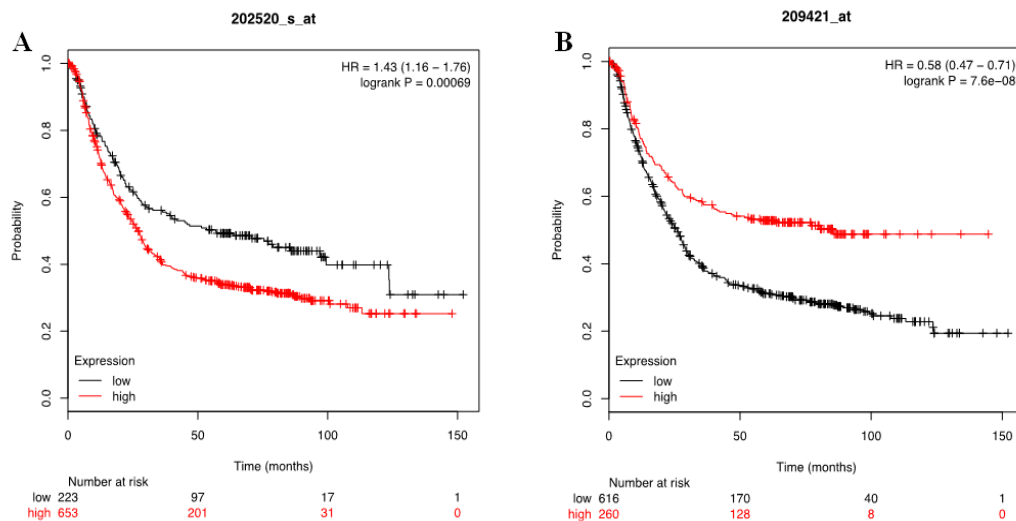 A
202520_s_at
HR = 1.43 (1.16 − 1.76)
logrank P = 0.00069
Probability
1.0
0.8
0.6
0.4
0.2
0.0
Expression
low
high
0 50 100 150
Time (months)
Number at risk
low 223 97 17 1
high 653 201 31 0
B
209421_at
HR = 0.58 (0.47 − 0.71)
logrank P = 7.6e−08
Probability
1.0
0.8
0.6
0.4
0.2
0.0
Expression
low
high
0 50 100 150
Time (months)
Number at risk
low 616 170 40 1
high 260 128 8 0